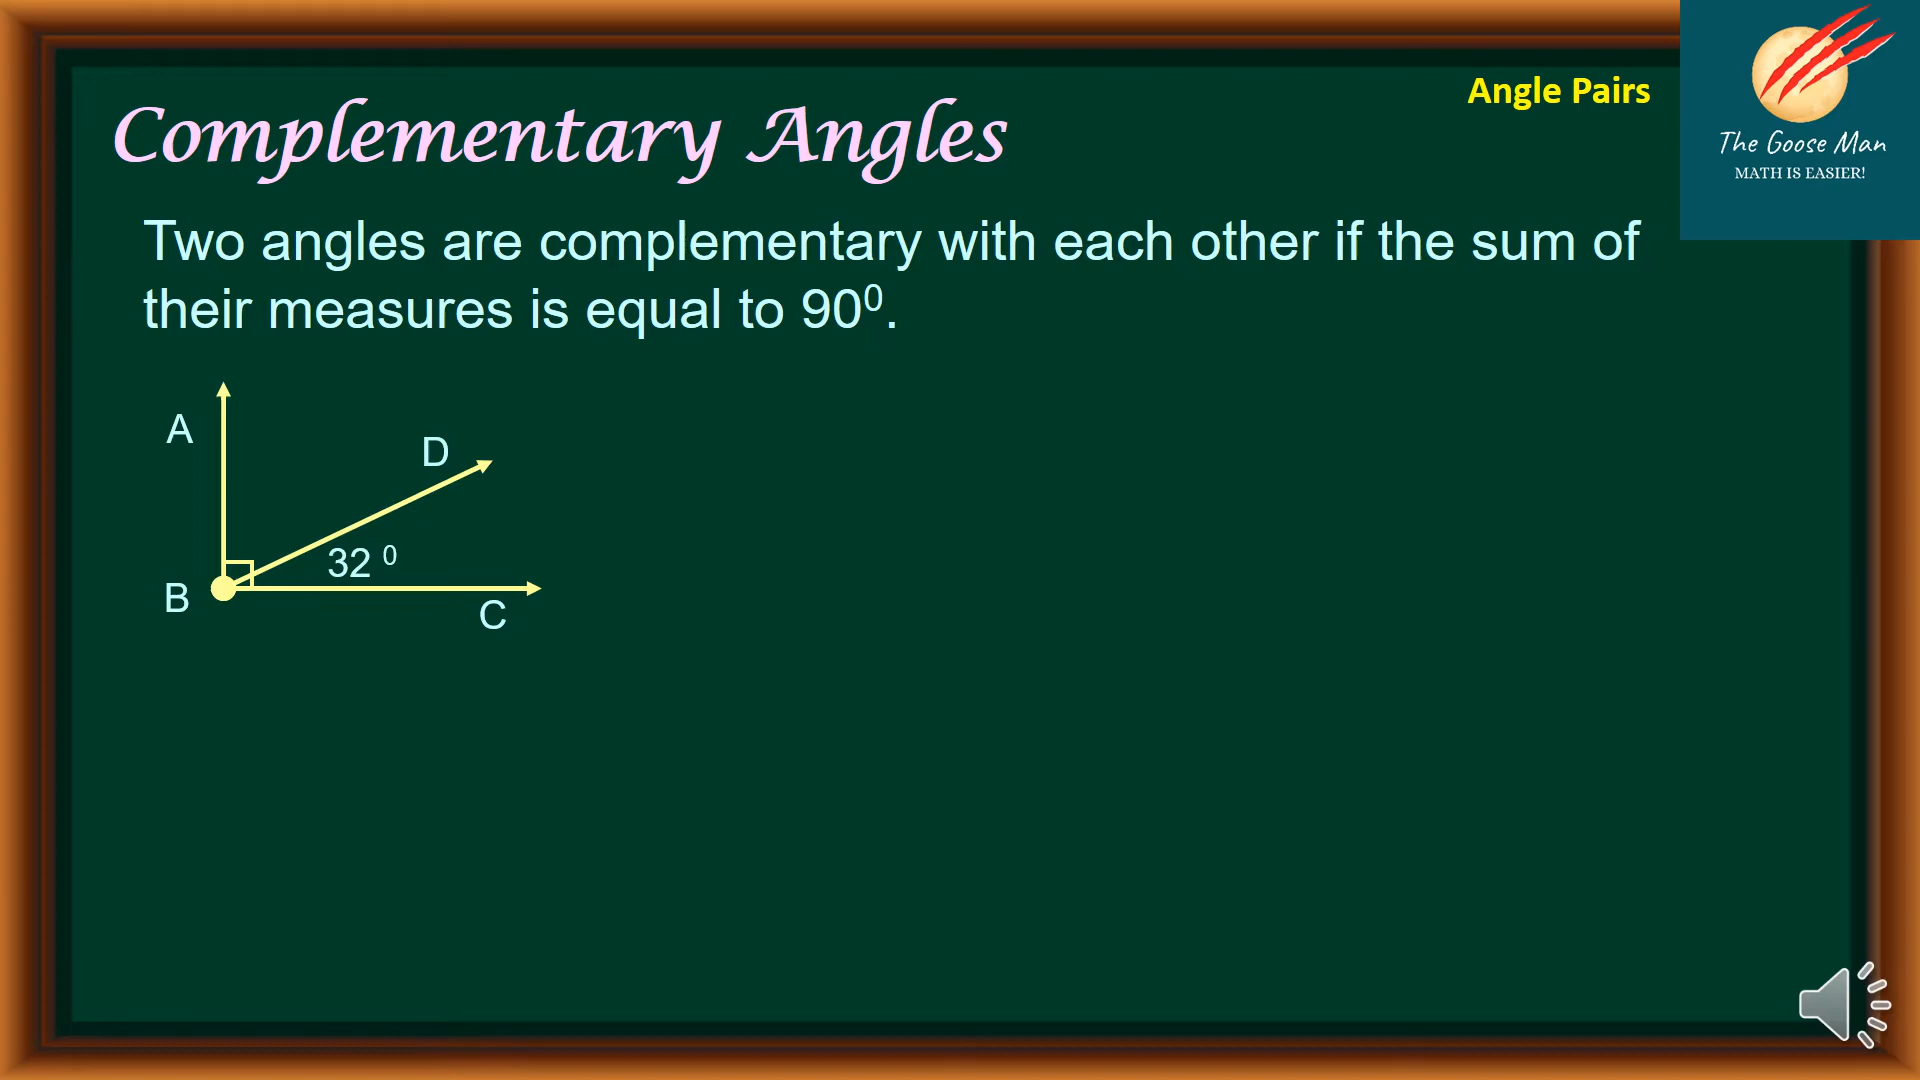 Angle Pairs
The Goose Man
MATH IS EASIER!
Complementary Angles
Two angles are complementary with each other if the sum of
their measures is equal to 90⁰.
A
D
32 ⁰
B
C